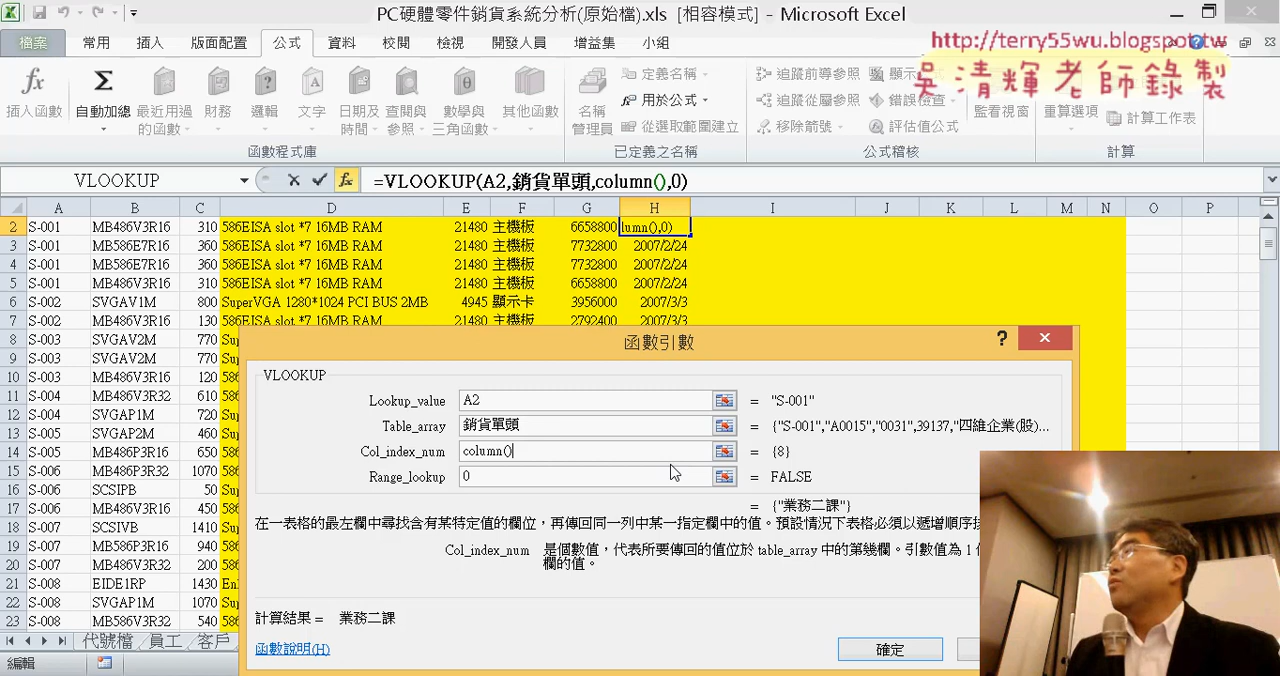 PC硬體零件銷貨系統分析(原始檔).xls [相容模式] - Microsoft Excel
檔案 常用 插入 版面配置 公式 資料 校閱 檢視 開發人員 增益集 小組
http://terry55wu.blogspot.tw
吳清輝老師錄製
插入函數 自動加總 最近用過的函數 財務 邏輯 文字 日期及時間 查閱與參照 數學與三角函數 其他函數
名稱管理員 定義名稱 用於公式 從選取範圍建立
追蹤前導參照 追蹤從屬參照 移除箭號 錯誤檢查 評估值公式 監看視窗 重算選項 計算工作表
函數程式庫 已定義之名稱 公式稽核 計算
VLOOKUP =VLOOKUP(A2,銷貨單頭,column(),0)
A B C D E F G H I J K L M N O P
2 S-001 MB486V3R16 310 586EISA slot *7 16MB RAM 21480 主機板 6658800 lumn(),0)
3 S-001 MB586E7R16 360 586EISA slot *7 16MB RAM 21480 主機板 7732800 2007/2/24
4 S-001 MB586E7R16 360 586EISA slot *7 16MB RAM 21480 主機板 7732800 2007/2/24
5 S-001 MB486V3R16 310 586EISA slot *7 16MB RAM 21480 主機板 6658800 2007/2/24
6 S-002 SVGAV1M 800 SuperVGA 1280*1024 PCI BUS 2MB 4945 顯示卡 3956000 2007/3/3
7 S-002 MB486V3R16 130 586EISA slot *7 16MB RAM 21480 主機板 2792400 2007/3/3
8 S-003 SVGAV2M 770 Su
9 S-003 SVGAV2M 770 Su
10 S-003 MB486V3R16 120 586
11 S-004 MB486V3R32 610 586
12 S-004 SVGAP1M 720 Su
13 S-005 SVGAP2M 460 Su
14 S-005 MB486P3R16 650 586
15 S-006 MB486P3R32 1070 586
16 S-006 SCSIPB 50 Su
17 S-006 MB486V3R16 450 586
18 S-007 SCSIVB 1410 Su
19 S-007 MB586P3R16 940 586
20 S-007 MB486P3R32 200 586
21 S-008 EIDE1RP 1430 En
22 S-008 SVGAP1M 1070 Su
23 S-008 MB586V3R32 540 586
函數引數
VLOOKUP
Lookup_value A2 = "S-001"
Table_array 銷貨單頭 = {"S-001","A0015","0031",39137,"四維企業(股)...
Col_index_num column() = {8}
Range_lookup 0 = FALSE
= {"業務二課"}
在一表格的最左欄中尋找含有某特定值的欄位，再傳回同一列中某一指定欄中的值。預設情況下表格必須以遞增順序
Col_index_num 是個數值，代表所要傳回的值位於 table_array 中的第幾欄。引數值為 1
欄的值。
計算結果 = 業務二課
函數說明(H) 確定
代號檔 員工 客戶
編輯